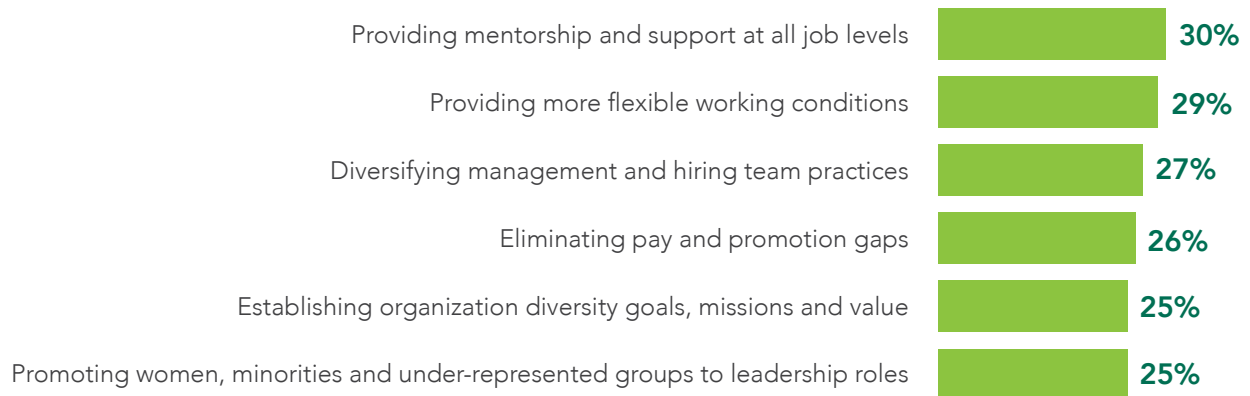 Providing mentorship and support at all job levels 30%
Providing more flexible working conditions 29%
Diversifying management and hiring team practices 27%
Eliminating pay and promotion gaps 26%
Establishing organization diversity goals, missions and value 25%
Promoting women, minorities and under-represented groups to leadership roles 25%